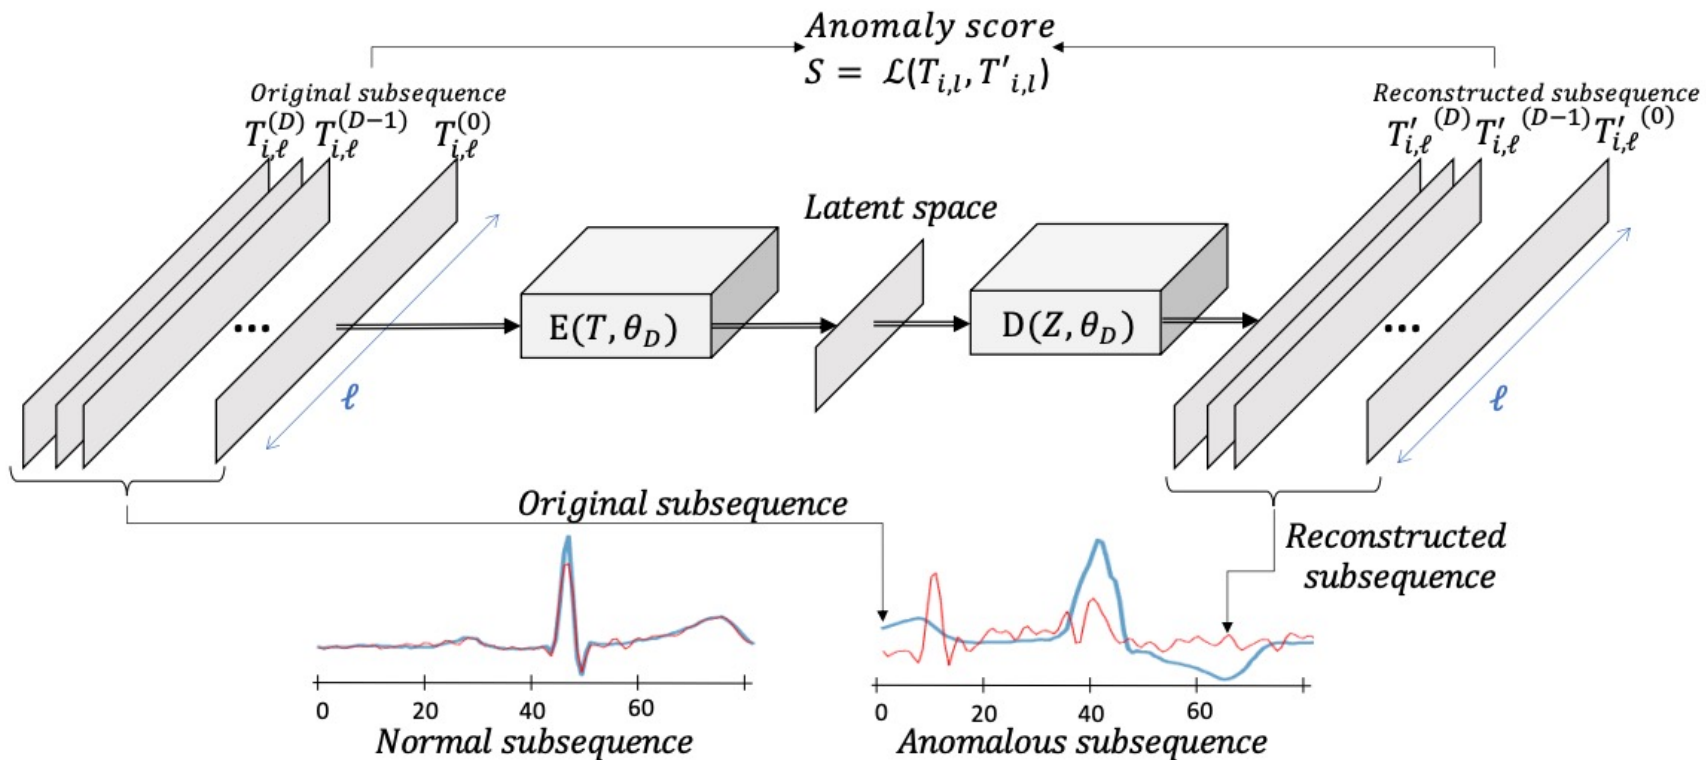 Anomaly score
S = ℒ(T_{i,l}, T'_{i,l})
Original subsequence
T_{i,ℓ}^{(D)} T_{i,ℓ}^{(D−1)} T_{i,ℓ}^{(0)}
Reconstructed subsequence
T'_{i,ℓ}^{(D)} T'_{i,ℓ}^{(D−1)} T'_{i,ℓ}^{(0)}
Latent space
...
E(T, θ_D)
D(Z, θ_D)
...
ℓ
ℓ
Original subsequence
Reconstructed
subsequence
0 20 40 60
Normal subsequence
0 20 40 60
Anomalous subsequence